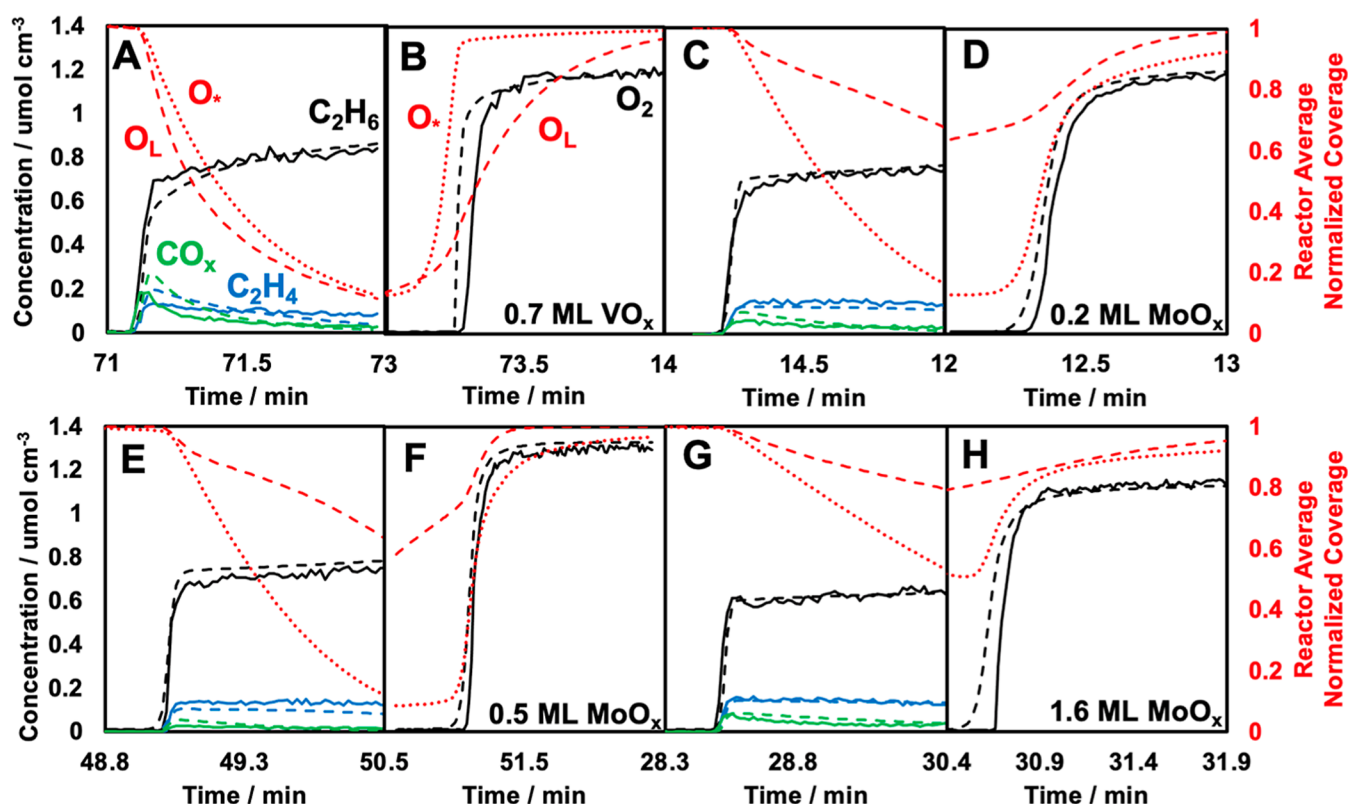 Concentration / umol cm-3
1.4
1.2
1
0.8
0.6
0.4
0.2
0
A
O*
OL
C2H6
COx
C2H4
B
O*
O2
OL
0.7 ML VOx
C
D
0.2 ML MoOx
1
0.8
0.6
0.4
0.2
0
Reactor Average
Normalized Coverage
71
71.5
73
73.5
14
14.5
12
12.5
13
Time / min
Time / min
Time / min
Time / min
Concentration / umol cm-3
1.4
1.2
1
0.8
0.6
0.4
0.2
0
E
F
0.5 ML MoOx
G
H
1.6 ML MoOx
1
0.8
0.6
0.4
0.2
0
Reactor Average
Normalized Coverage
48.8
49.3
50.5
51.5
28.3
28.8
30.4
30.9
31.4
31.9
Time / min
Time / min
Time / min
Time / min